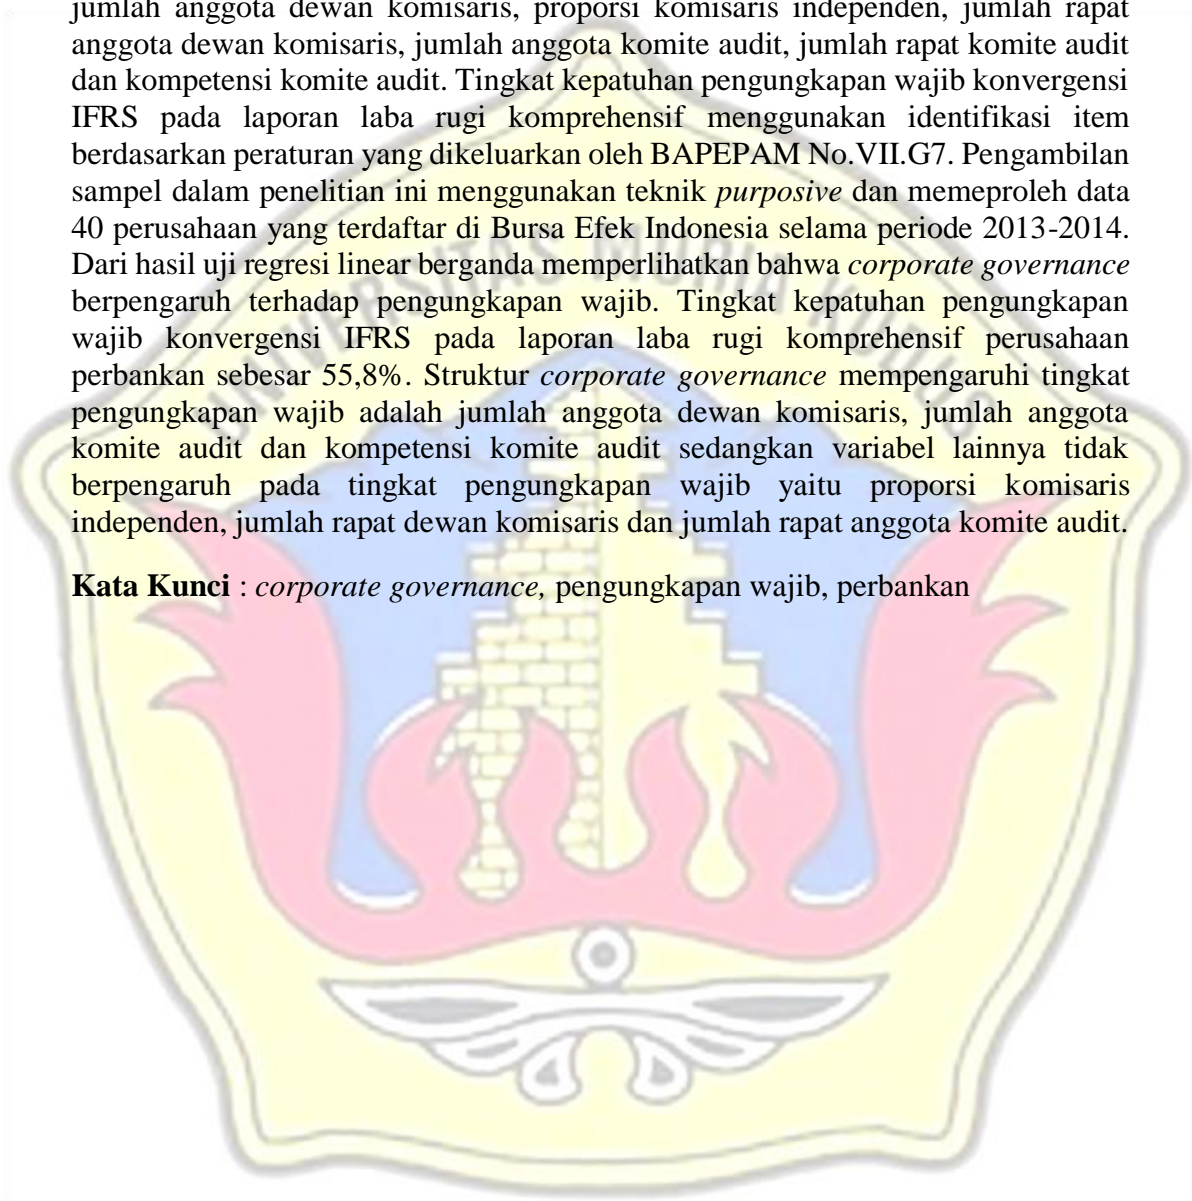 jumlah anggota dewan komisaris, proporsi komisaris independen, jumlah rapat
anggota dewan komisaris, jumlah anggota komite audit, jumlah rapat komite audit
dan kompetensi komite audit. Tingkat kepatuhan pengungkapan wajib konvergensi
IFRS pada laporan laba rugi komprehensif menggunakan identifikasi item
berdasarkan peraturan yang dikeluarkan oleh BAPEPAM No.VII.G7. Pengambilan
sampel dalam penelitian ini menggunakan teknik purposive dan memeproleh data
40 perusahaan yang terdaftar di Bursa Efek Indonesia selama periode 2013-2014.
Dari hasil uji regresi linear berganda memperlihatkan bahwa corporate governance
berpengaruh terhadap pengungkapan wajib. Tingkat kepatuhan pengungkapan
wajib konvergensi IFRS pada laporan laba rugi komprehensif perusahaan
perbankan sebesar 55,8%. Struktur corporate governance mempengaruhi tingkat
pengungkapan wajib adalah jumlah anggota dewan komisaris, jumlah anggota
komite audit dan kompetensi komite audit sedangkan variabel lainnya tidak
berpengaruh pada tingkat pengungkapan wajib yaitu proporsi komisaris
independen, jumlah rapat dewan komisaris dan jumlah rapat anggota komite audit.
Kata Kunci : corporate governance, pengungkapan wajib, perbankan
UNIVERSITAS MURIA KUDUS